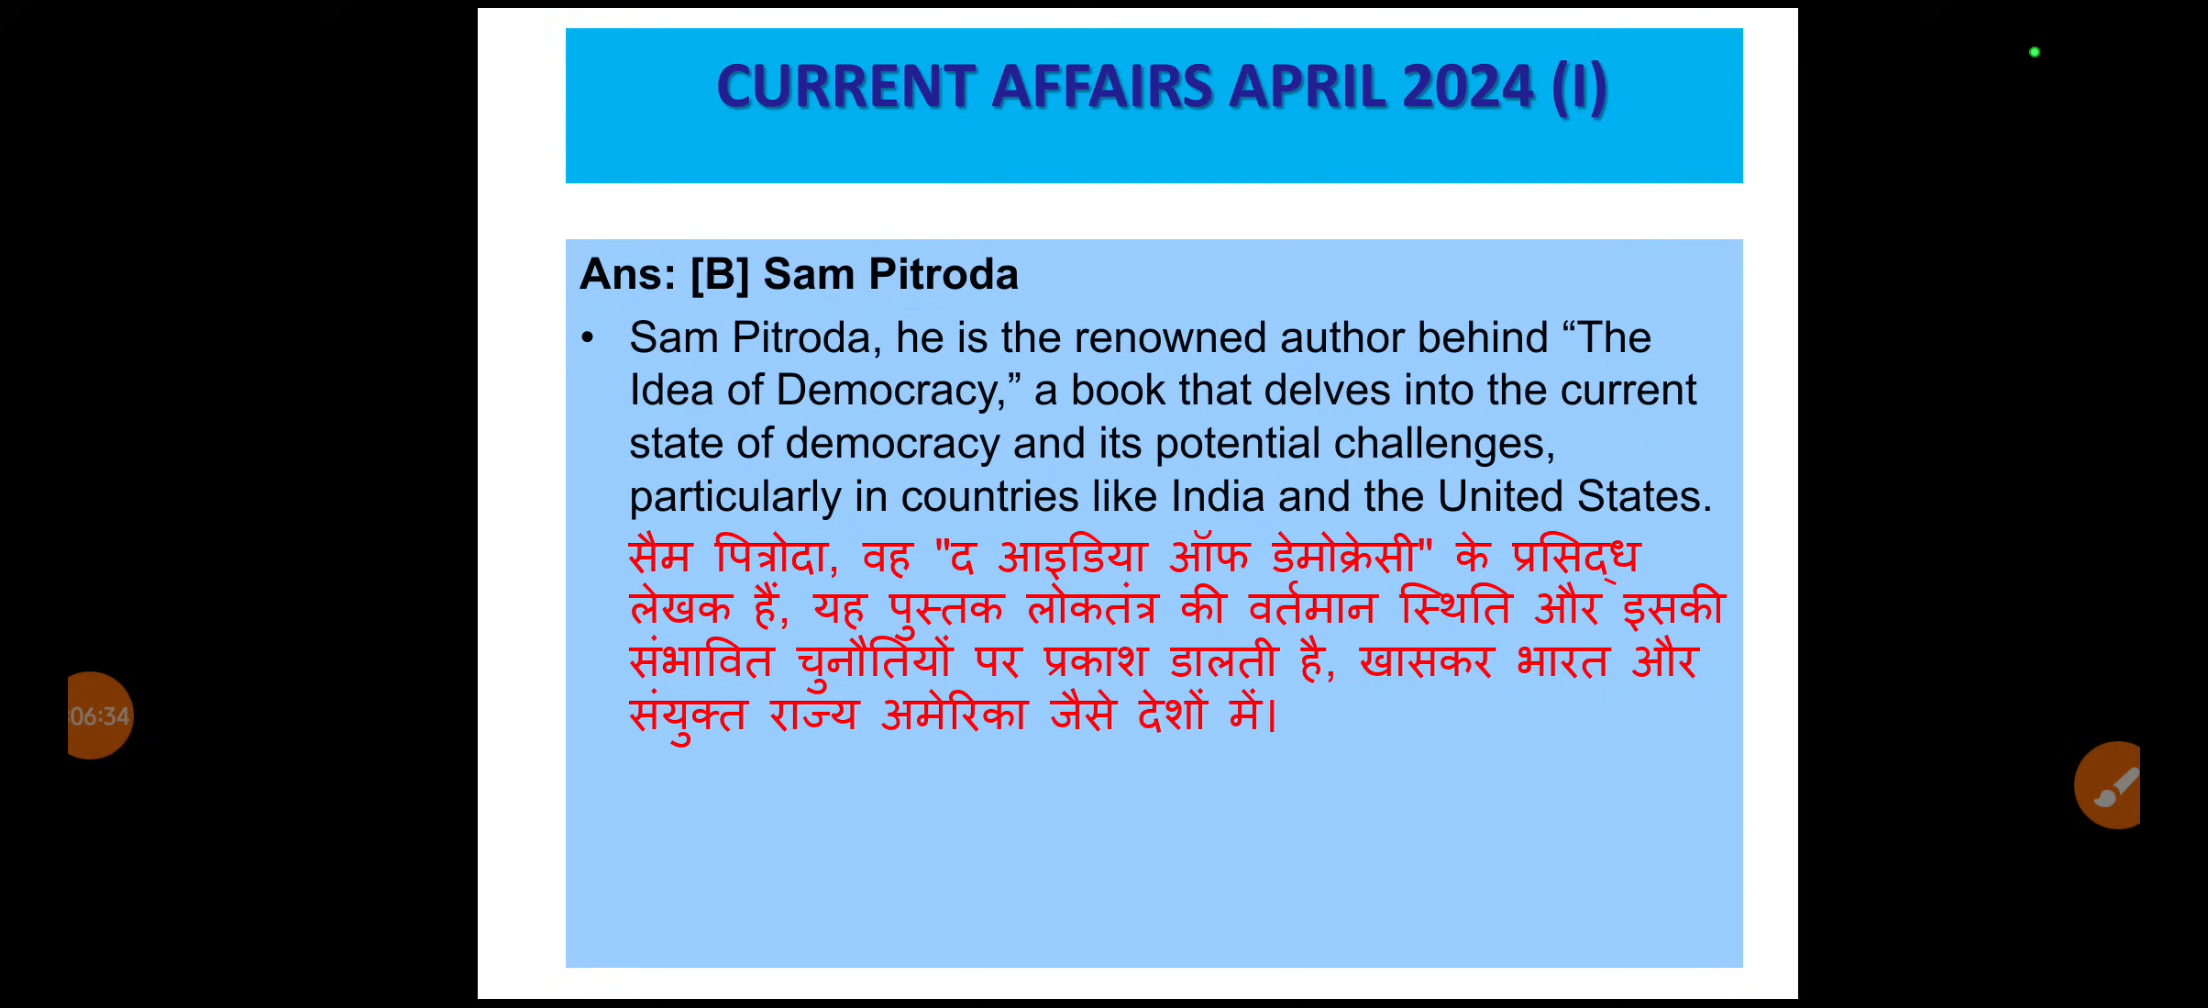 CURRENT AFFAIRS APRIL 2024 (I)
Ans: [B] Sam Pitroda
• Sam Pitroda, he is the renowned author behind “The
Idea of Democracy,” a book that delves into the current
state of democracy and its potential challenges,
particularly in countries like India and the United States.
सैम पित्रोदा, वह "द आइडिया ऑफ डेमोक्रेसी" के प्रसिद्ध
लेखक हैं, यह पुस्तक लोकतंत्र की वर्तमान स्थिति और इसकी
संभावित चुनौतियों पर प्रकाश डालती है, खासकर भारत और
संयुक्त राज्य अमेरिका जैसे देशों में।
:06:34